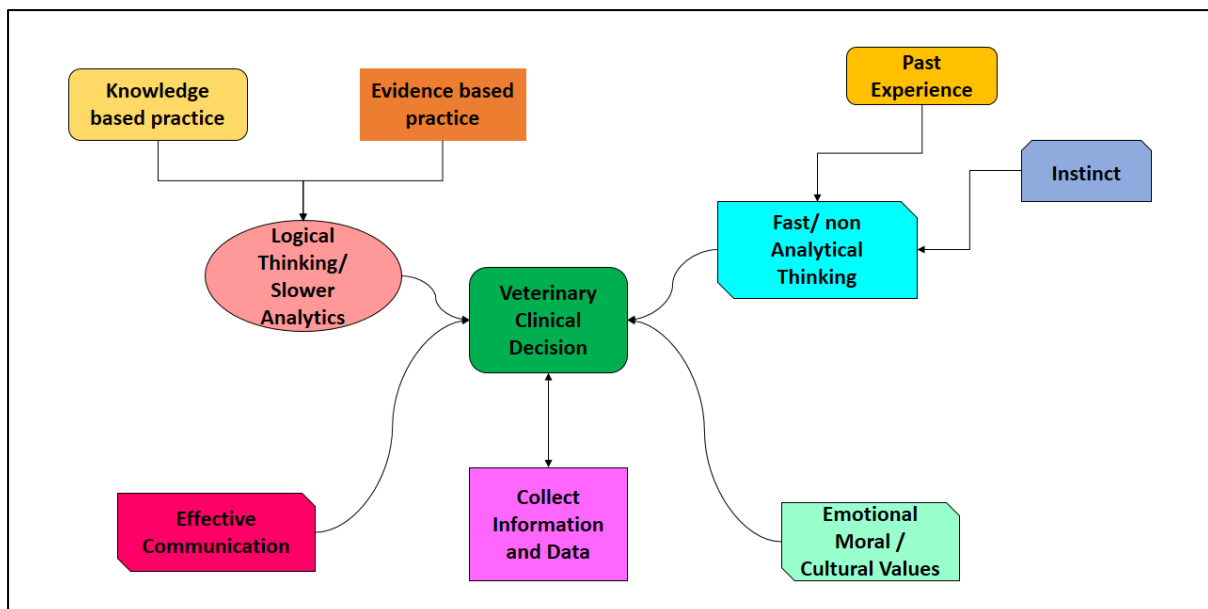 Knowledge
based practice
Evidence based
practice
Past
Experience
Instinct
Logical
Thinking/
Slower
Analytics
Fast/ non
Analytical
Thinking
Veterinary
Clinical
Decision
Effective
Communication
Collect
Information
and Data
Emotional
Moral /
Cultural Values